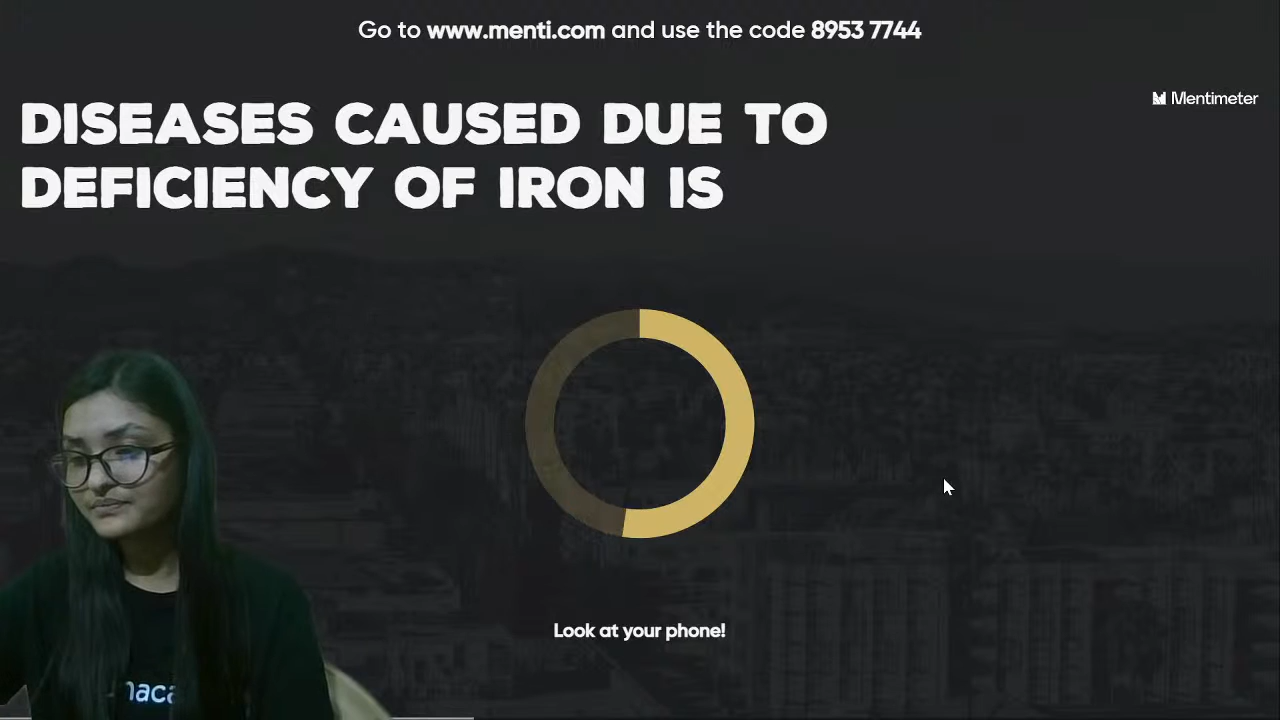 Go to www.menti.com and use the code 8953 7744
Mentimeter
DISEASES CAUSED DUE TO
DEFICIENCY OF IRON IS
Look at your phone!